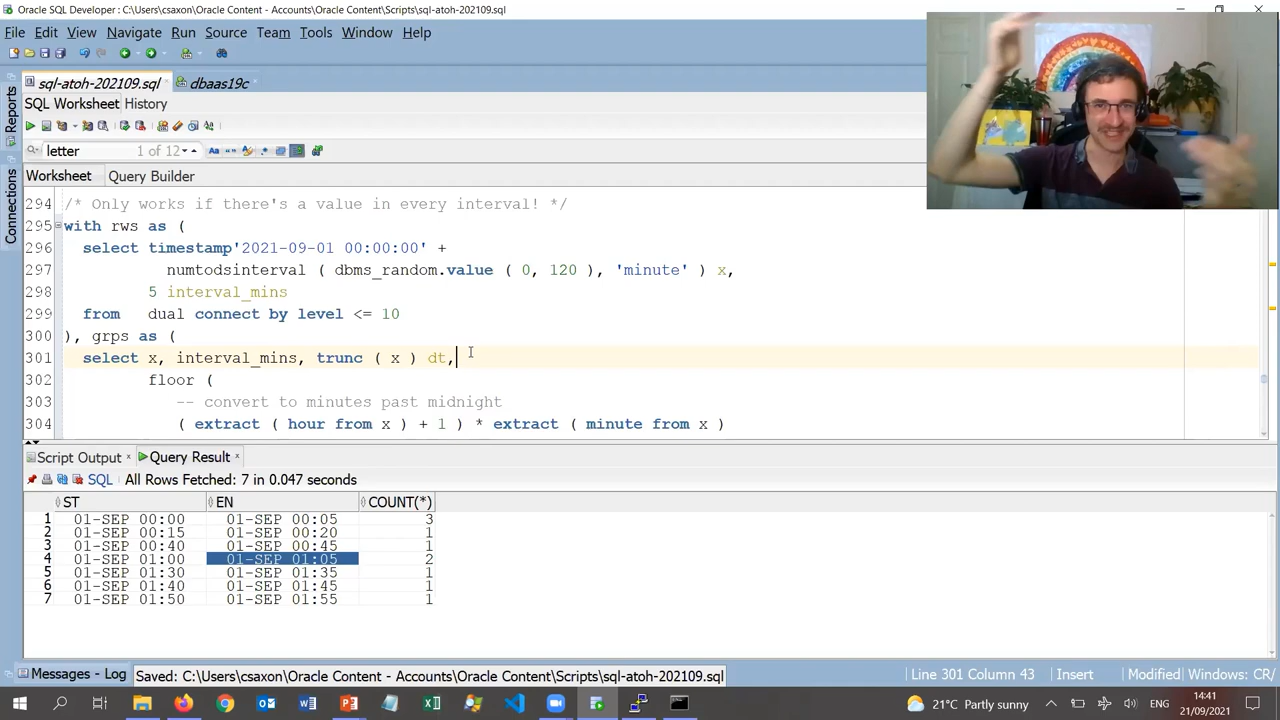 Oracle SQL Developer : C:\Users\csaxon\Oracle Content - Accounts\Oracle Content\Scripts\sql-atoh-202109.sql
File Edit View Navigate Run Source Team Tools Window Help
sql-atoh-202109.sql × dbaas19c ×
SQL Worksheet History
letter 1 of 12
Worksheet Query Builder
Reports
Connections
294 /* Only works if there's a value in every interval! */
295 with rws as (
296 select timestamp'2021-09-01 00:00:00' +
297 numtodsinterval ( dbms_random.value ( 0, 120 ), 'minute' ) x,
298 5 interval_mins
299 from dual connect by level <= 10
300 ), grps as (
301 select x, interval_mins, trunc ( x ) dt,
302 floor (
303 -- convert to minutes past midnight
304 ( extract ( hour from x ) + 1 ) * extract ( minute from x )
Script Output × Query Result ×
SQL All Rows Fetched: 7 in 0.047 seconds
ST EN COUNT(*)
1 01-SEP 00:00 01-SEP 00:05 3
2 01-SEP 00:15 01-SEP 00:20 1
3 01-SEP 00:40 01-SEP 00:45 1
4 01-SEP 01:00 01-SEP 01:05 2
5 01-SEP 01:30 01-SEP 01:35 1
6 01-SEP 01:40 01-SEP 01:45 1
7 01-SEP 01:50 01-SEP 01:55 1
Messages - Log Saved: C:\Users\csaxon\Oracle Content - Accounts\Oracle Content\Scripts\sql-atoh-202109.sql Line 301 Column 43 Insert Modified Windows: CR/
21°C Partly sunny ENG 14:41
21/09/2021